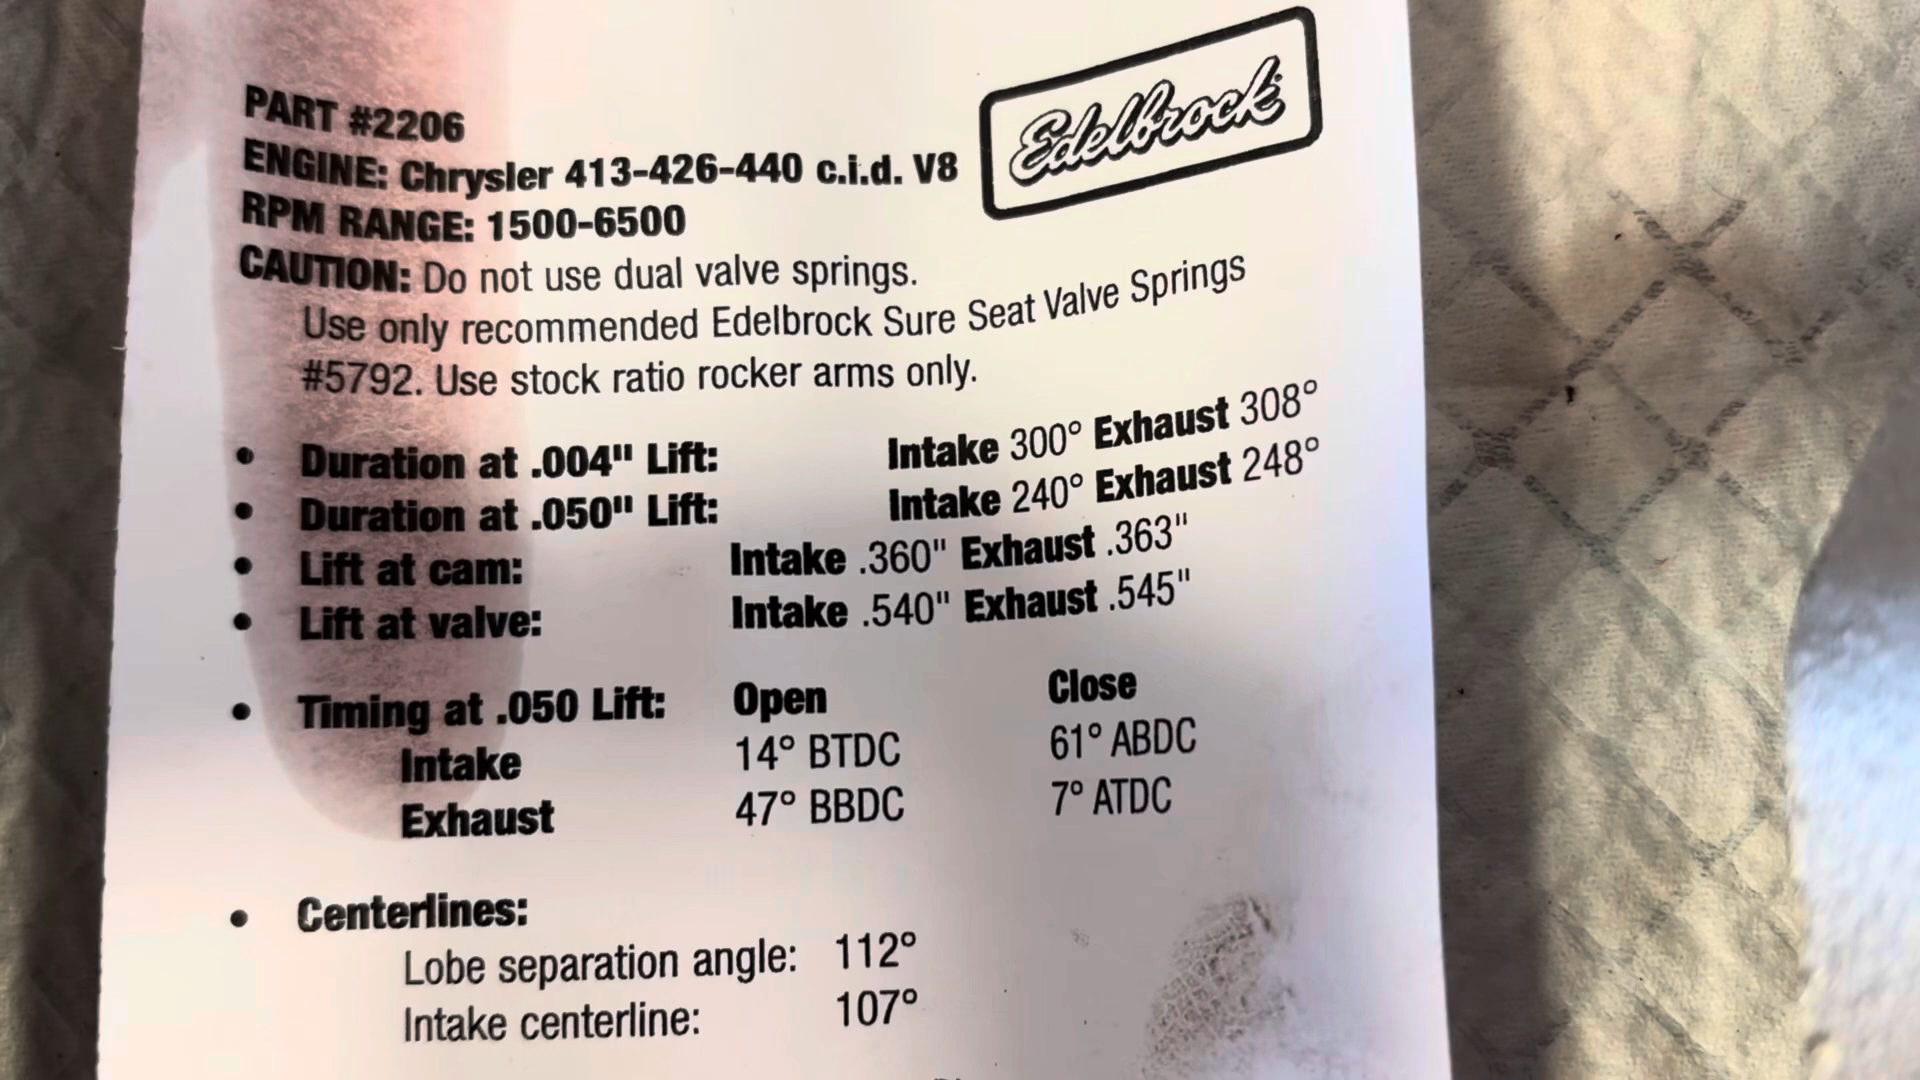 Edelbrock
PART #2206
ENGINE: Chrysler 413-426-440 c.i.d. V8
RPM RANGE: 1500-6500
CAUTION: Do not use dual valve springs.
Use only recommended Edelbrock Sure Seat Valve Springs
#5792. Use stock ratio rocker arms only.
• Duration at .004" Lift: Intake 300° Exhaust 308°
• Duration at .050" Lift: Intake 240° Exhaust 248°
• Lift at cam: Intake .360" Exhaust .363"
• Lift at valve: Intake .540" Exhaust .545"
• Timing at .050 Lift: Open Close
Intake 14° BTDC 61° ABDC
Exhaust 47° BBDC 7° ATDC
• Centerlines:
Lobe separation angle: 112°
Intake centerline: 107°